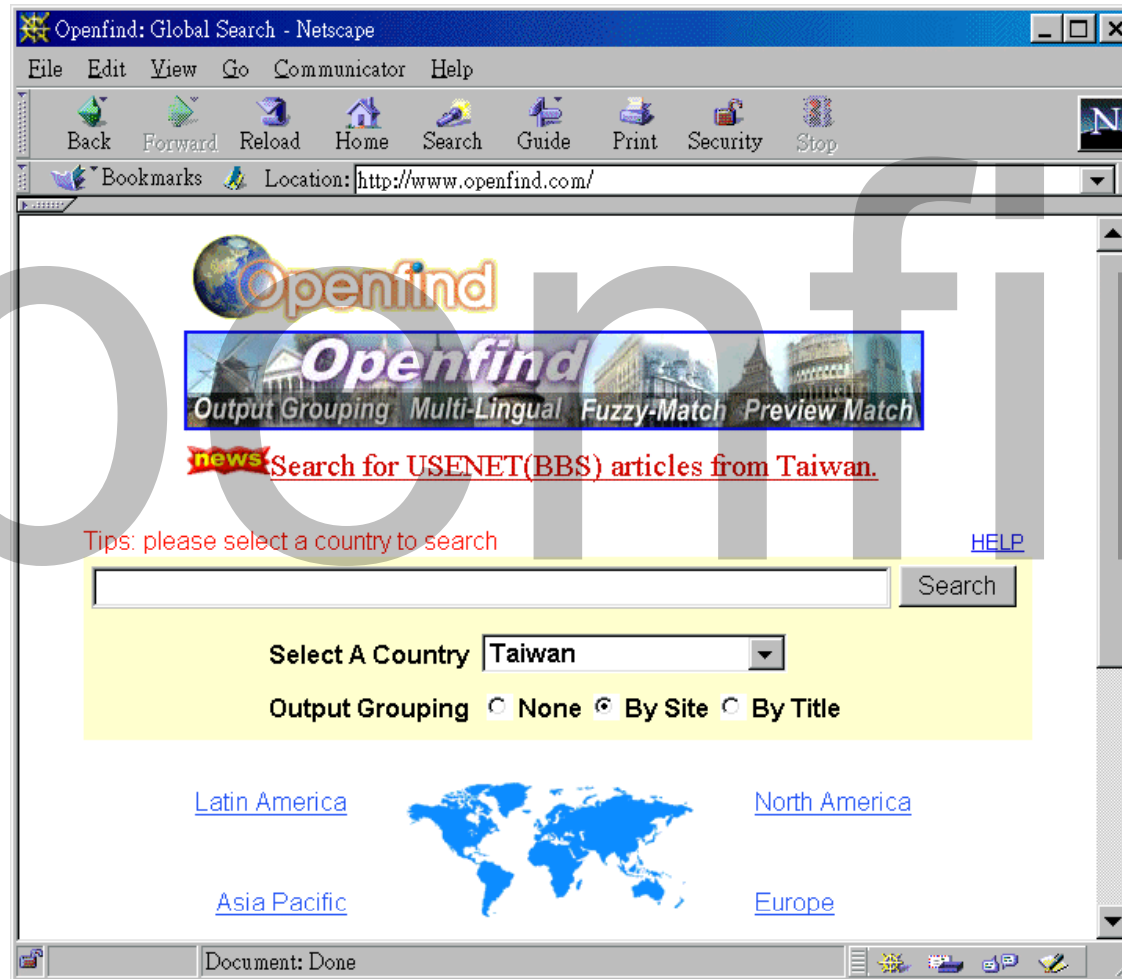 Openfind: Global Search - Netscape
File Edit View Go Communicator Help
Back Forward Reload Home Search Guide Print Security Stop
N
Bookmarks Location: http://www.openfind.com/
Openfind
Openfind
Output Grouping Multi-Lingual Fuzzy-Match Preview Match
news Search for USENET(BBS) articles from Taiwan.
Tips: please select a country to search HELP
Search
Select A Country Taiwan
Output Grouping None By Site By Title
Latin America North America
Asia Pacific Europe
Document: Done